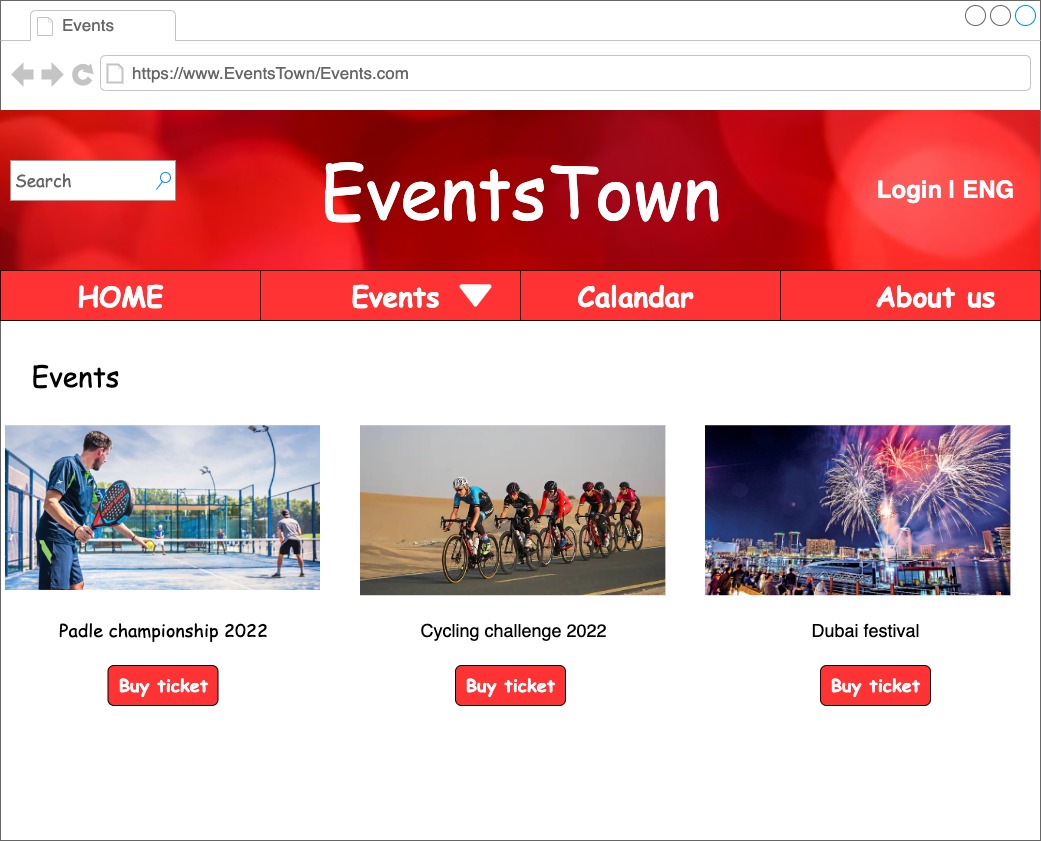 Events
https://www.EventsTown/Events.com
Search
EventsTown
Login | ENG
HOME
Events
Calandar
About us
Events
Padle championship 2022
Cycling challenge 2022
Dubai festival
Buy ticket
Buy ticket
Buy ticket